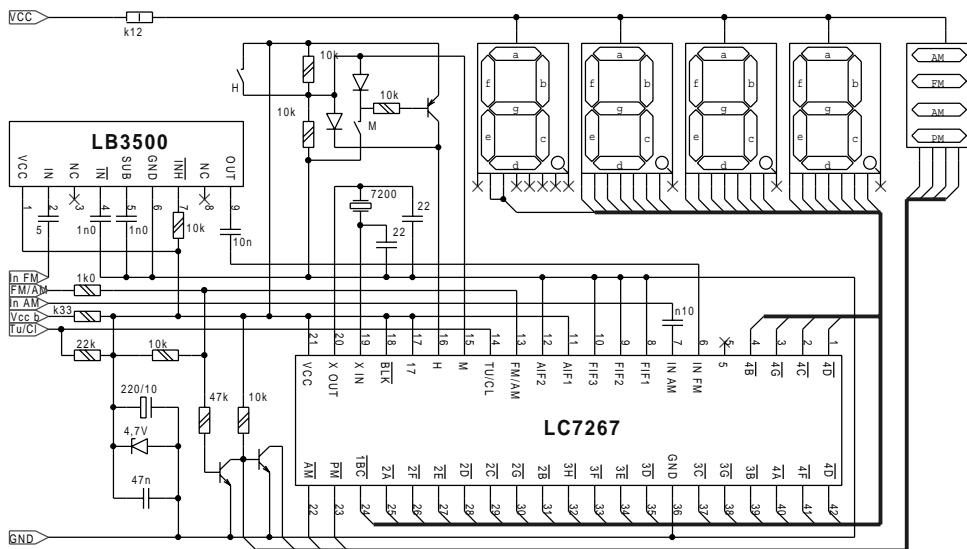 VCC
k12
a
b
c
d
e
f
g
a
b
c
d
e
f
g
a
b
c
d
e
f
g
a
b
c
d
e
f
g
AM
FM
AM
PM
H
10k
10k
10k
M
LB3500
VCC
IN
NC
IN
SUB
GND
INH
NC
OUT
1
2
3
4
5
6
7
8
9
5
1n0
1n0
10k
10n
7200
22
22
In FM
1k0
FM/AM
In AM
n10
Vcc b
k33
Tu/Cl
22k
10k
220/10
47k
10k
4,7V
47n
GND
21
20
19
18
17
16
15
14
13
12
11
10
9
8
7
6
5
4
3
2
1
VCC
X OUT
X IN
BLK
17
H
M
TU/CL
FM/AM
AIF2
AIF1
FIF3
FIF2
FIF1
IN AM
IN FM
5
4B
4G
4C
4D
LC7267
AM
PM
1BC
2A
2F
2E
2D
2C
2G
2B
3H
3F
3E
3D
GND
3C
3G
3B
4A
4F
4D
22
23
24
25
26
27
28
29
30
31
32
33
34
35
36
37
38
39
40
41
42